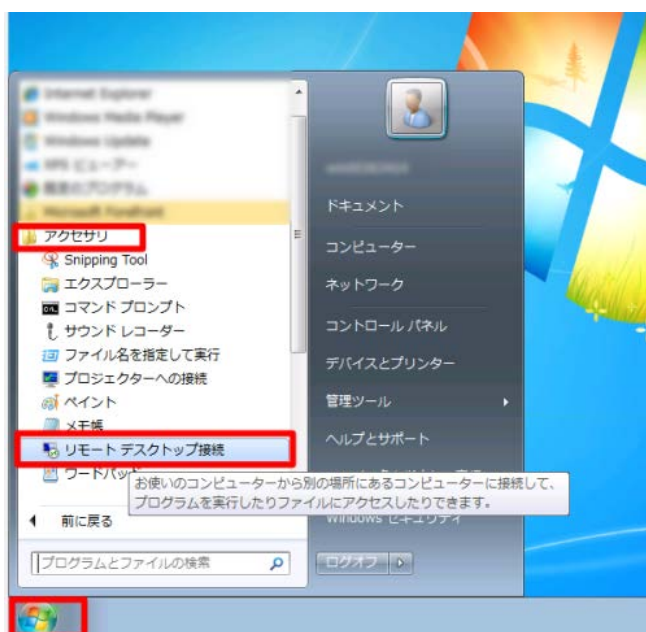 アクセサリ
Snipping Tool
エクスプローラー
コマンド プロンプト
サウンド レコーダー
ファイル名を指定して実行
プロジェクターへの接続
ペイント
メモ帳
リモート デスクトップ接続
ワードパッド
お使いのコンピューターから別の場所にあるコンピューターに接続して、
プログラムを実行したりファイルにアクセスしたりできます。
前に戻る
プログラムとファイルの検索
ドキュメント
コンピューター
ネットワーク
コントロール パネル
デバイスとプリンター
管理ツール
ヘルプとサポート
Windows セキュリティ
ログオフ